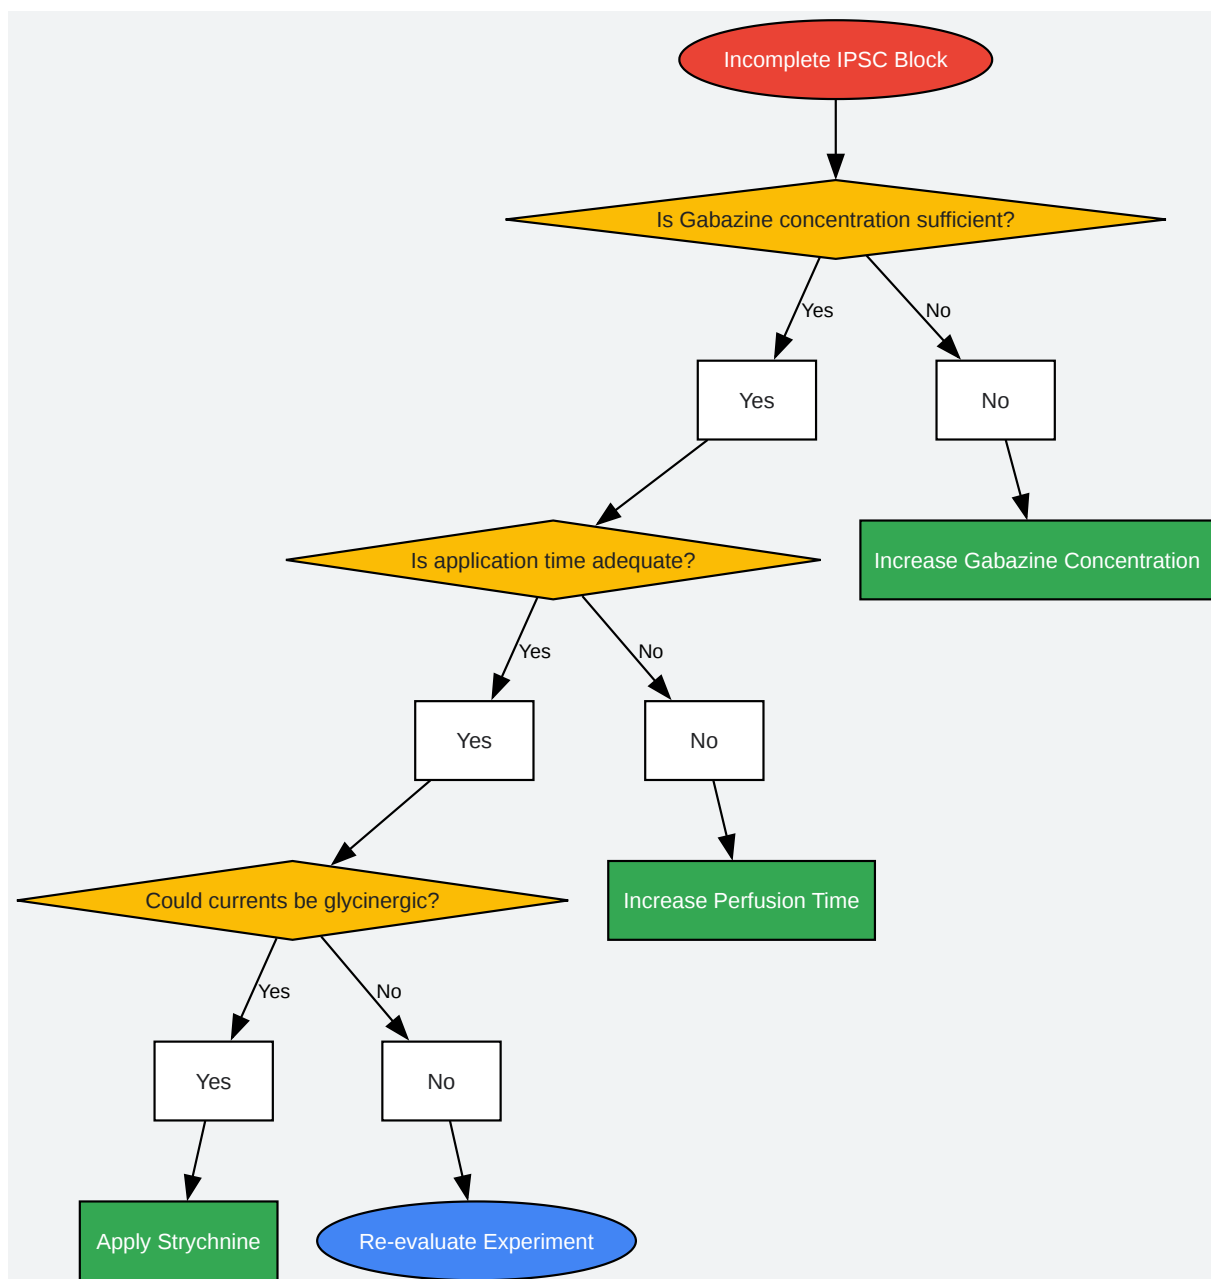 Incomplete IPSC Block
Is Gabazine concentration sufficient?
Yes
No
Yes
No
Is application time adequate?
Increase Gabazine Concentration
Yes
No
Yes
No
Could currents be glycinergic?
Increase Perfusion Time
Yes
No
Yes
No
Apply Strychnine
Re-evaluate Experiment